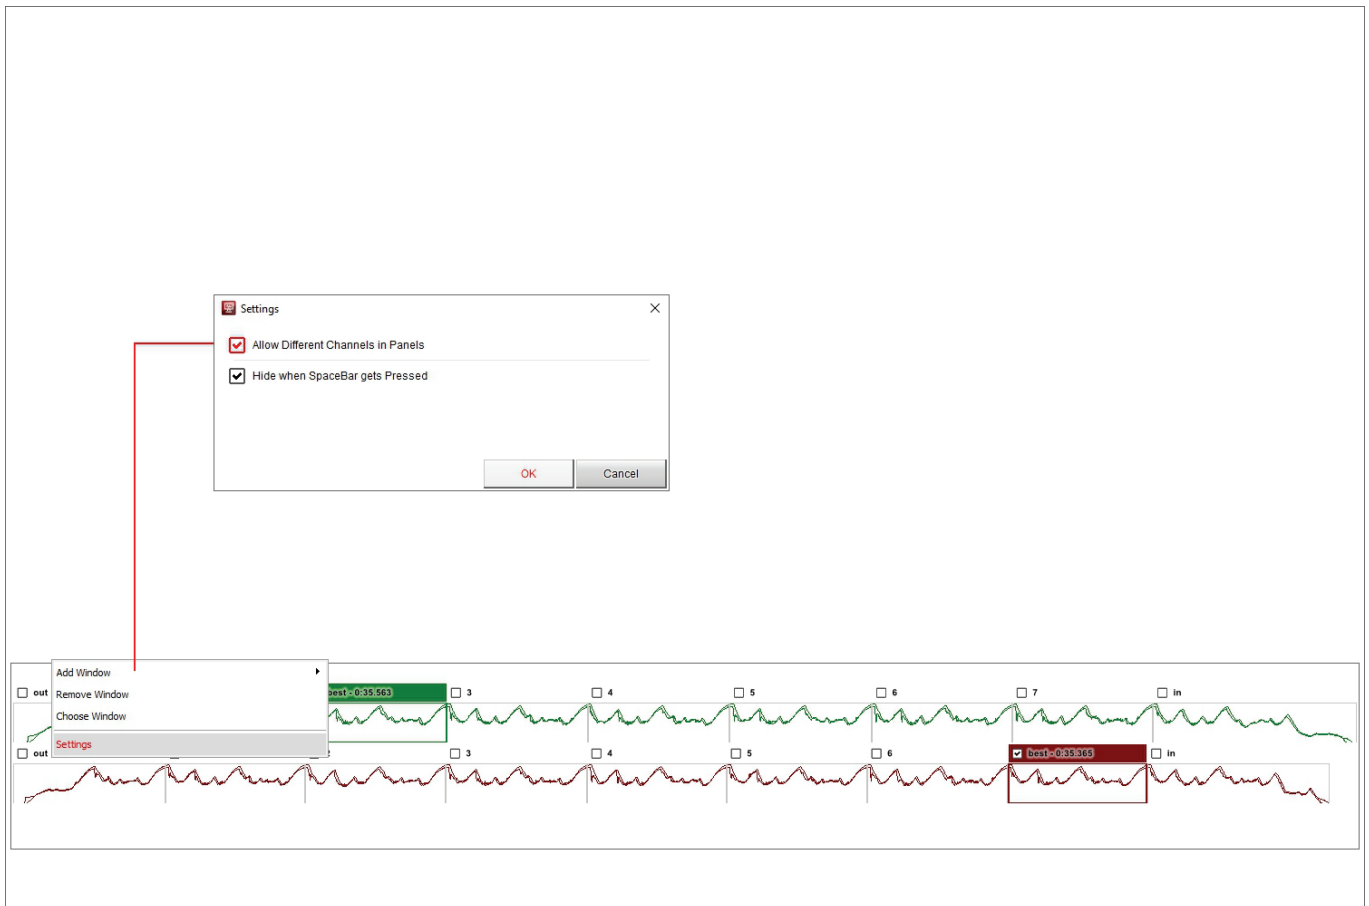 Settings
Allow Different Channels in Panels
Hide when SpaceBar gets Pressed
OK Cancel
Add Window
Remove Window
Choose Window
Settings
out best - 0:35.563 3 4 5 6 7 in
out 3 4 5 6 best - 0:35.365 in